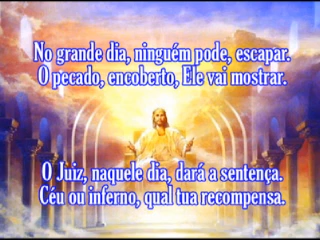 No grande dia, ninguém pode, escapar.
O pecado, encoberto, Ele vai mostrar.
O Juiz, naquele dia, dará a sentença.
Céu ou inferno, qual tua recompensa.